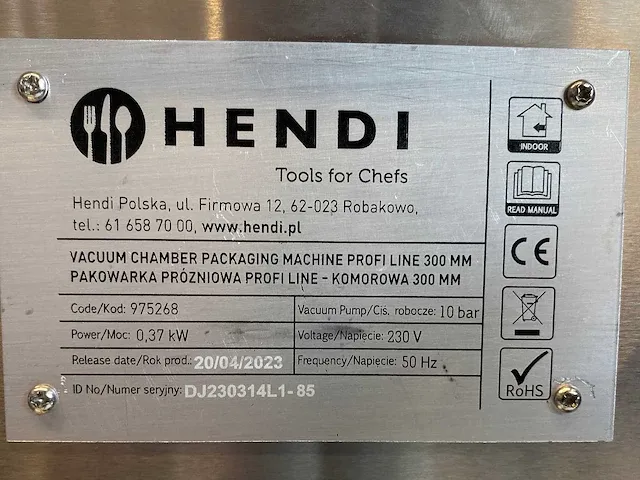 HENDI
Tools for Chefs
Hendi Polska, ul. Firmowa 12, 62-023 Robakowo,
tel.: 61 658 70 00, www.hendi.pl
VACUUM CHAMBER PACKAGING MACHINE PROFI LINE 300 MM
PAKOWARKA PRÓZNIOWA PROFI LINE - KOMOROWA 300 MM
Code/Kod: 975268
Vacuum Pump/Cis. robocze: 10 bar
Power/Moc: 0,37 kW
Voltage/Napięcie: 230 V
Release date/Rok prod.: 20/04/2023
Frequency/Napięcie: 50 Hz
ID No/Numer seryjny: DJ230314L1-85
INDOOR
READ MANUAL
CE
RoHS